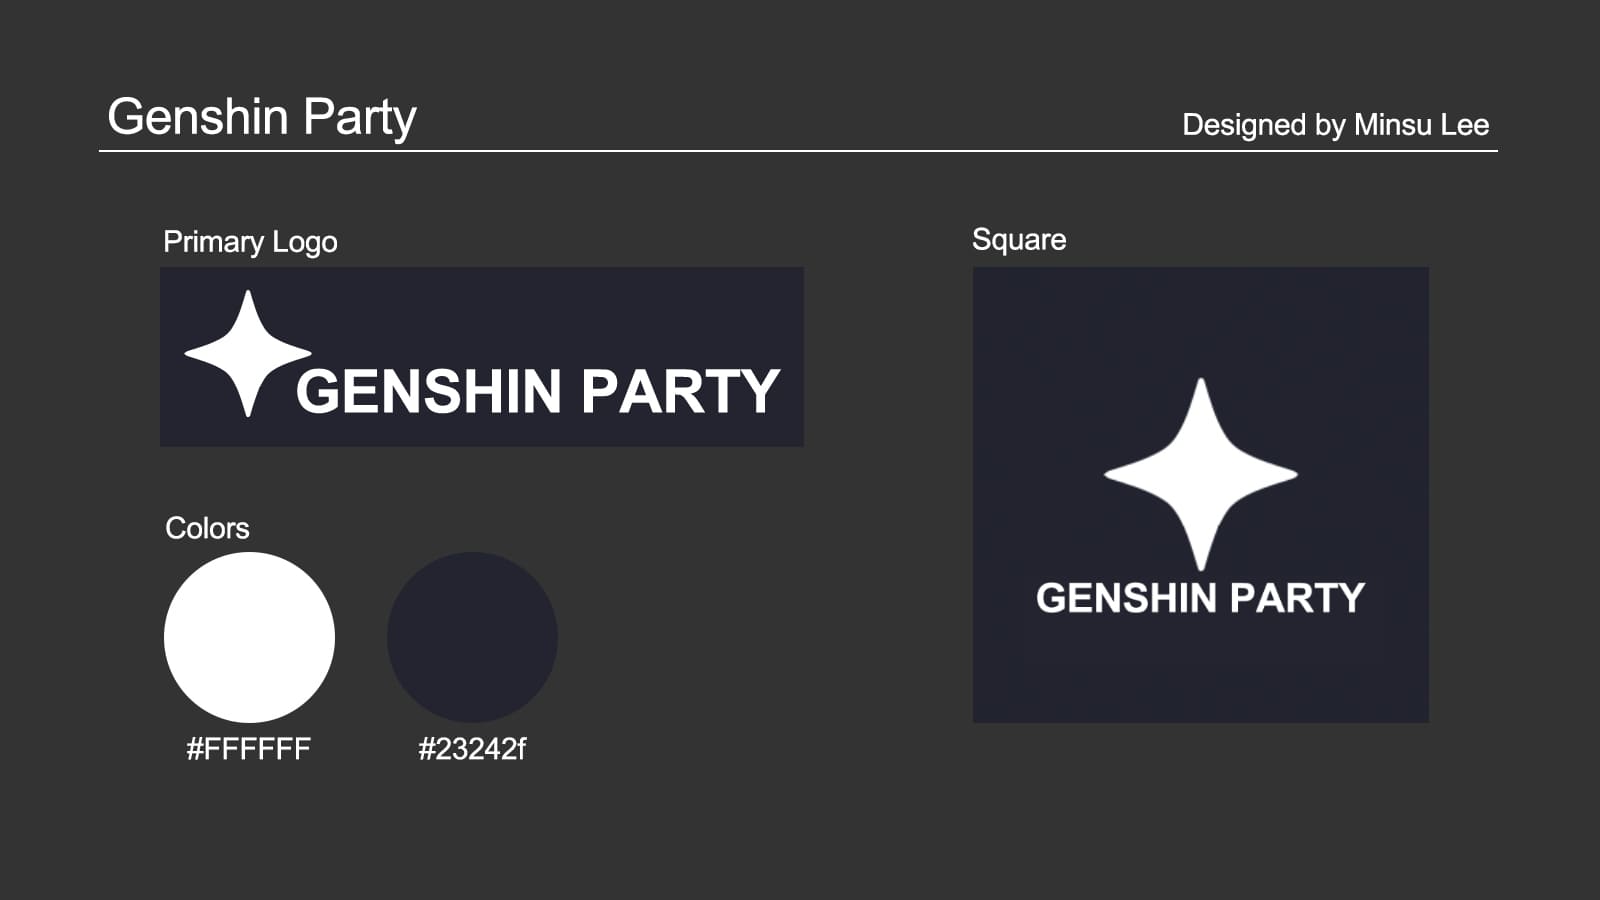 Genshin Party
Designed by Minsu Lee
Primary Logo
GENSHIN PARTY
Square
GENSHIN PARTY
Colors
#FFFFFF
#23242f